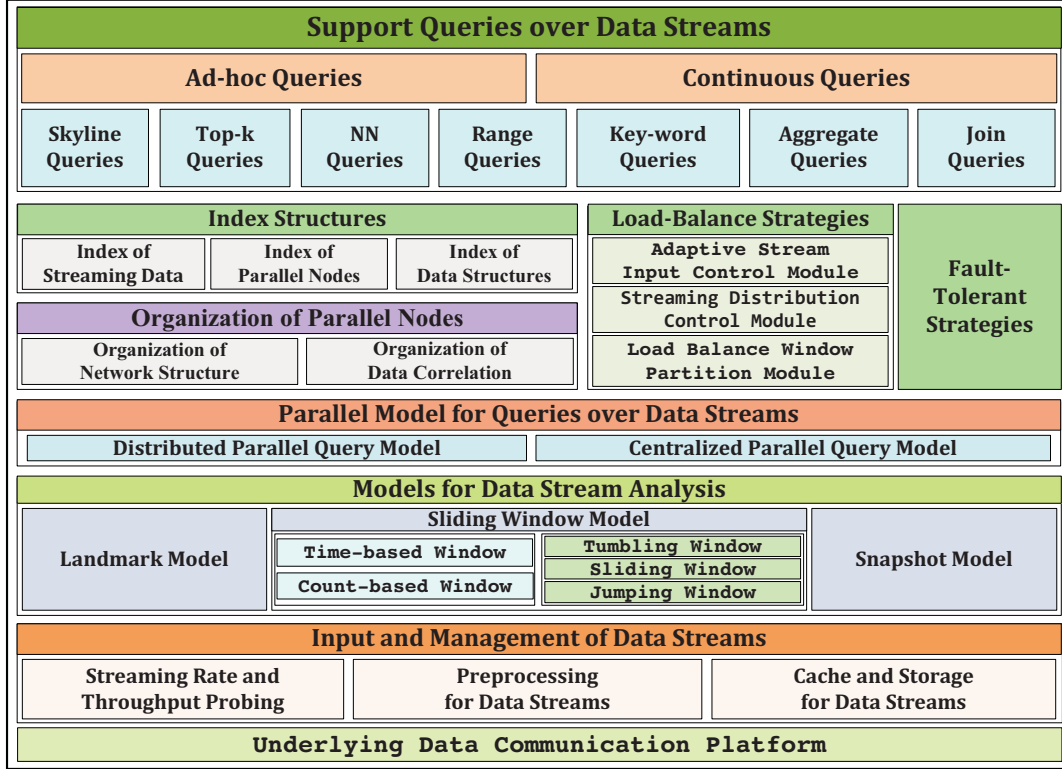 Support Queries over Data Streams
Ad-hoc Queries
Continuous Queries
Skyline
Queries
Top-k
Queries
NN
Queries
Range
Queries
Key-word
Queries
Aggregate
Queries
Join
Queries
Index Structures
Index of
Streaming Data
Index of
Parallel Nodes
Index of
Data Structures
Organization of Parallel Nodes
Organization of
Network Structure
Organization of
Data Correlation
Load-Balance Strategies
Adaptive Stream
Input Control Module
Streaming Distribution
Control Module
Load Balance Window
Partition Module
Fault-
Tolerant
Strategies
Parallel Model for Queries over Data Streams
Distributed Parallel Query Model
Centralized Parallel Query Model
Models for Data Stream Analysis
Landmark Model
Sliding Window Model
Time-based Window
Count-based Window
Tumbling Window
Sliding Window
Jumping Window
Snapshot Model
Input and Management of Data Streams
Streaming Rate and
Throughput Probing
Preprocessing
for Data Streams
Cache and Storage
for Data Streams
Underlying Data Communication Platform